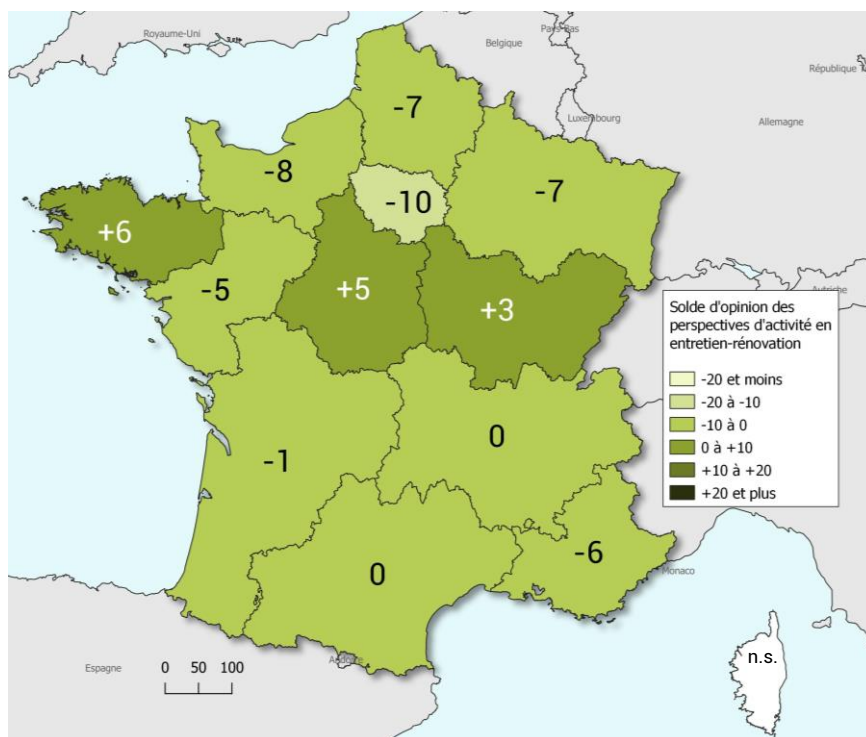 Royaume-Uni
Pays-Bas
Belgique
République T
Luxembourg
Allemagne
-7
-8
-7
-10
+6
-5
+5
+3
Autriche
Solde d'opinion des
perspectives d'activité en
entretien-rénovation
-20 et moins
-20 à -10
-10 à 0
0 à +10
+10 à +20
+20 et plus
-1
0
0
-6
Monaco
Andorre
Espagne
0 50 100
n.s.